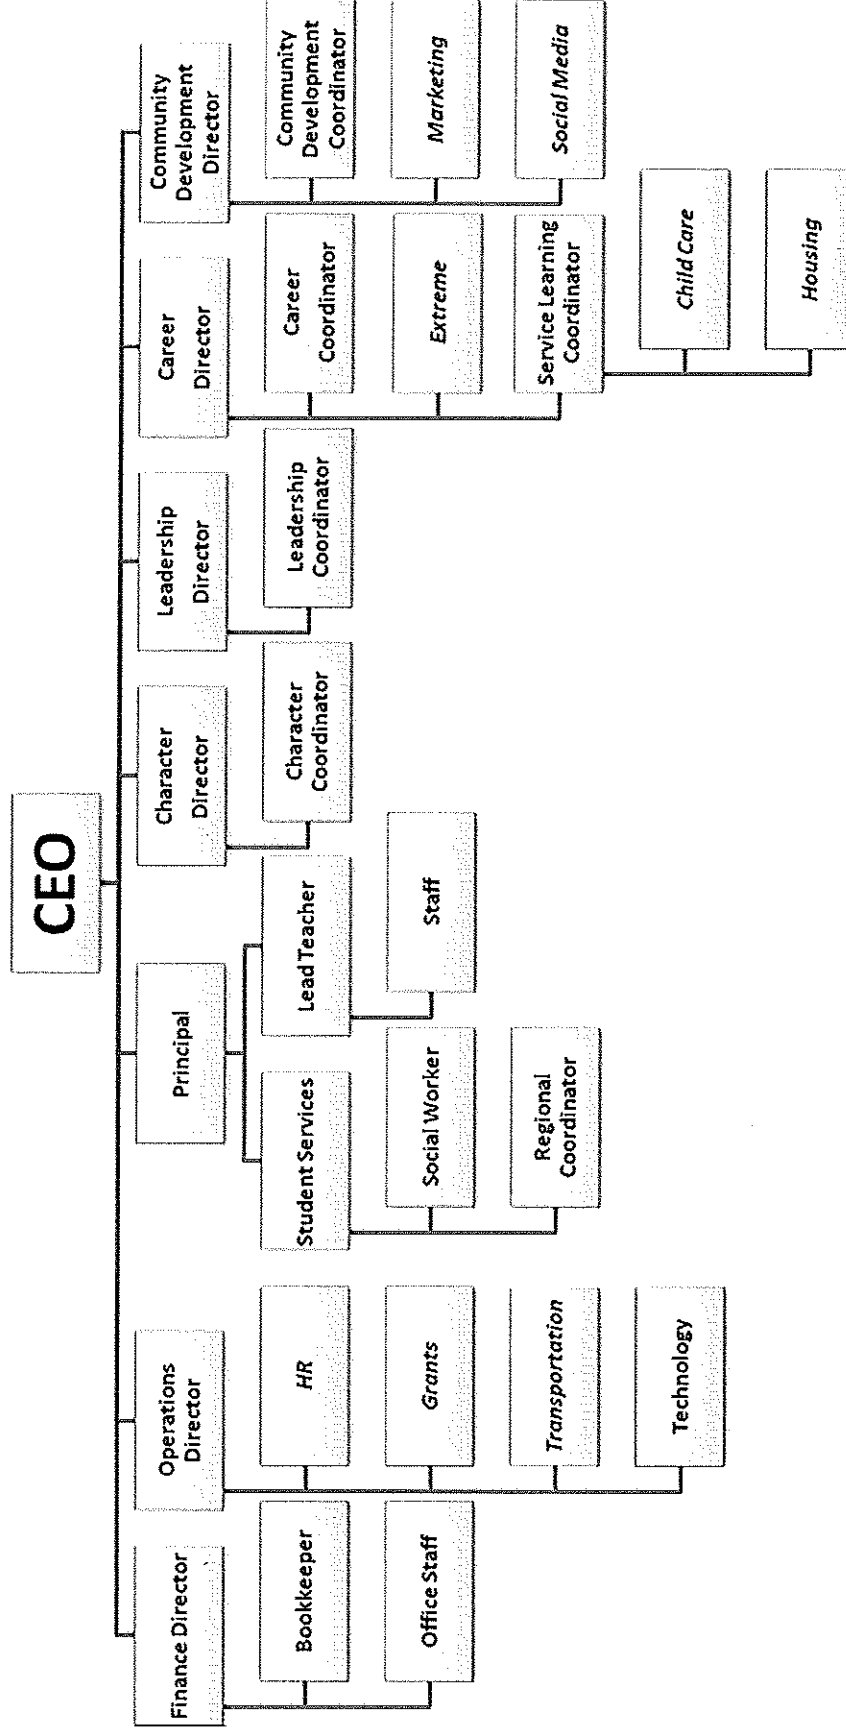 CEO
Finance Director
Bookkeeper
Office Staff
Operations
Director
HR
Grants
Transportation
Technology
Principal
Student Services
Social Worker
Regional
Coordinator
Lead Teacher
Staff
Character
Director
Character
Coordinator
Leadership
Director
Leadership
Coordinator
Career
Director
Career
Coordinator
Extreme
Service Learning
Coordinator
Child Care
Housing
Community
Development
Director
Community
Development
Coordinator
Marketing
Social Media